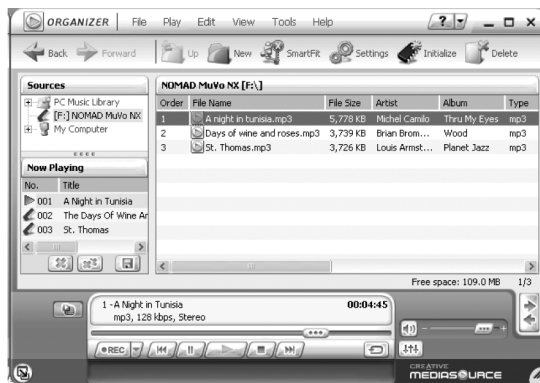 ORGANIZER File Play Edit View Tools Help ?
Back Forward Up New SmartFit Settings Initialize Delete
Sources
PC Music Library
[F:] NOMAD MuVo NX
My Computer
NOMAD MuVo NX [F:\]
Order File Name File Size Artist Album Type
1 A night in tunisia.mp3 5,778 KB Michel Camilo Thru My Eyes mp3
2 Days of wine and roses.mp3 3,739 KB Brian Brom... Wood mp3
3 St. Thomas.mp3 3,726 KB Louis Armst... Planet Jazz mp3
Now Playing
No. Title
001 A Night in Tunisia
002 The Days Of Wine Ar
003 St. Thomas
Free space: 109.0 MB 1/3
1 -A Night in Tunisia 00:04:45
mp3, 128 kbps, Stereo
REC
CREATIVE
MEDIASOURCE